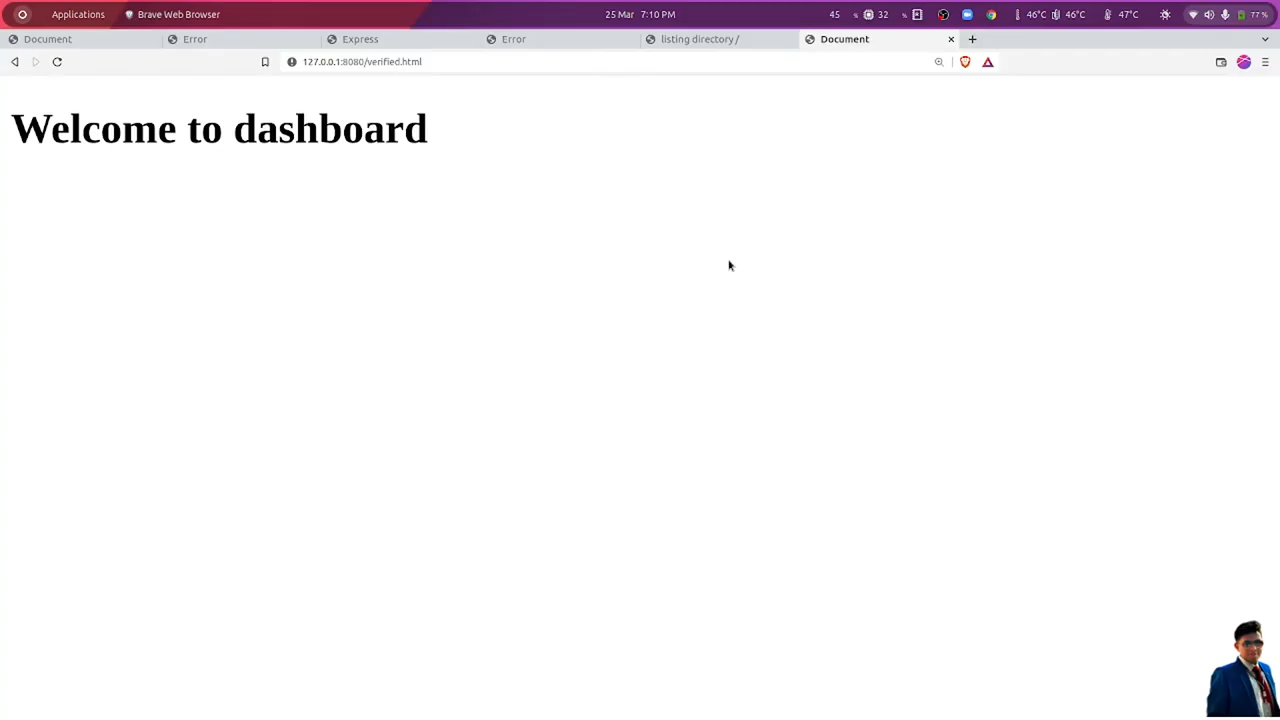 Applications Brave Web Browser 25 Mar 7:10 PM 45 % 32 % 46°C 46°C 47°C 77 %
Document Error Express Error listing directory / Document
127.0.0.1:8080/verified.html
Welcome to dashboard